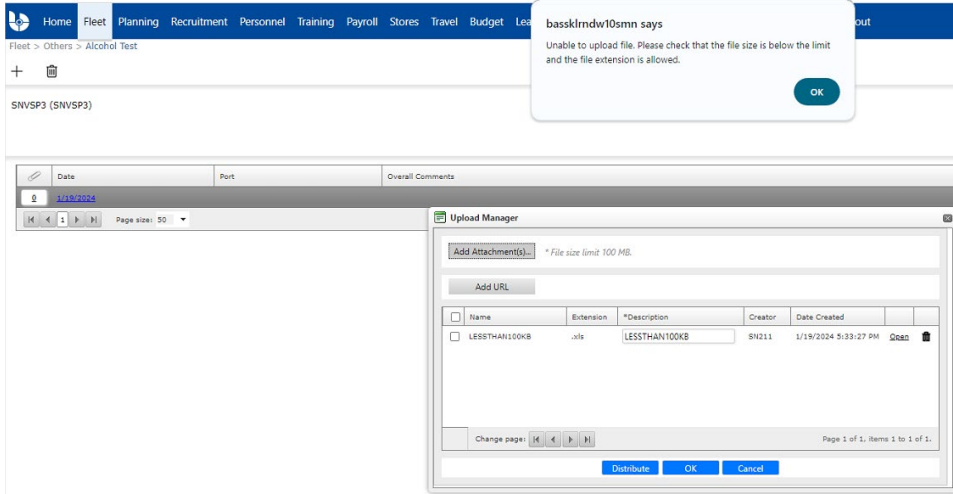 Home Fleet Planning Recruitment Personnel Training Payroll Stores Travel Budget Lea
out
Fleet > Others > Alcohol Test
bassklrndw10smn says
Unable to upload file. Please check that the file size is below the limit
and the file extension is allowed.
OK
SNVSP3 (SNVSP3)
Date Port Overall Comments
0 1/19/2024
1 Page size: 50
Upload Manager
Add Attachment(s)... * File size limit 100 MB.
Add URL
Name Extension *Description Creator Date Created
LESSTHAN100KB .xls LESSTHAN100KB SN211 1/19/2024 5:33:27 PM Open
Change page: Page 1 of 1, items 1 to 1 of 1.
Distribute OK Cancel